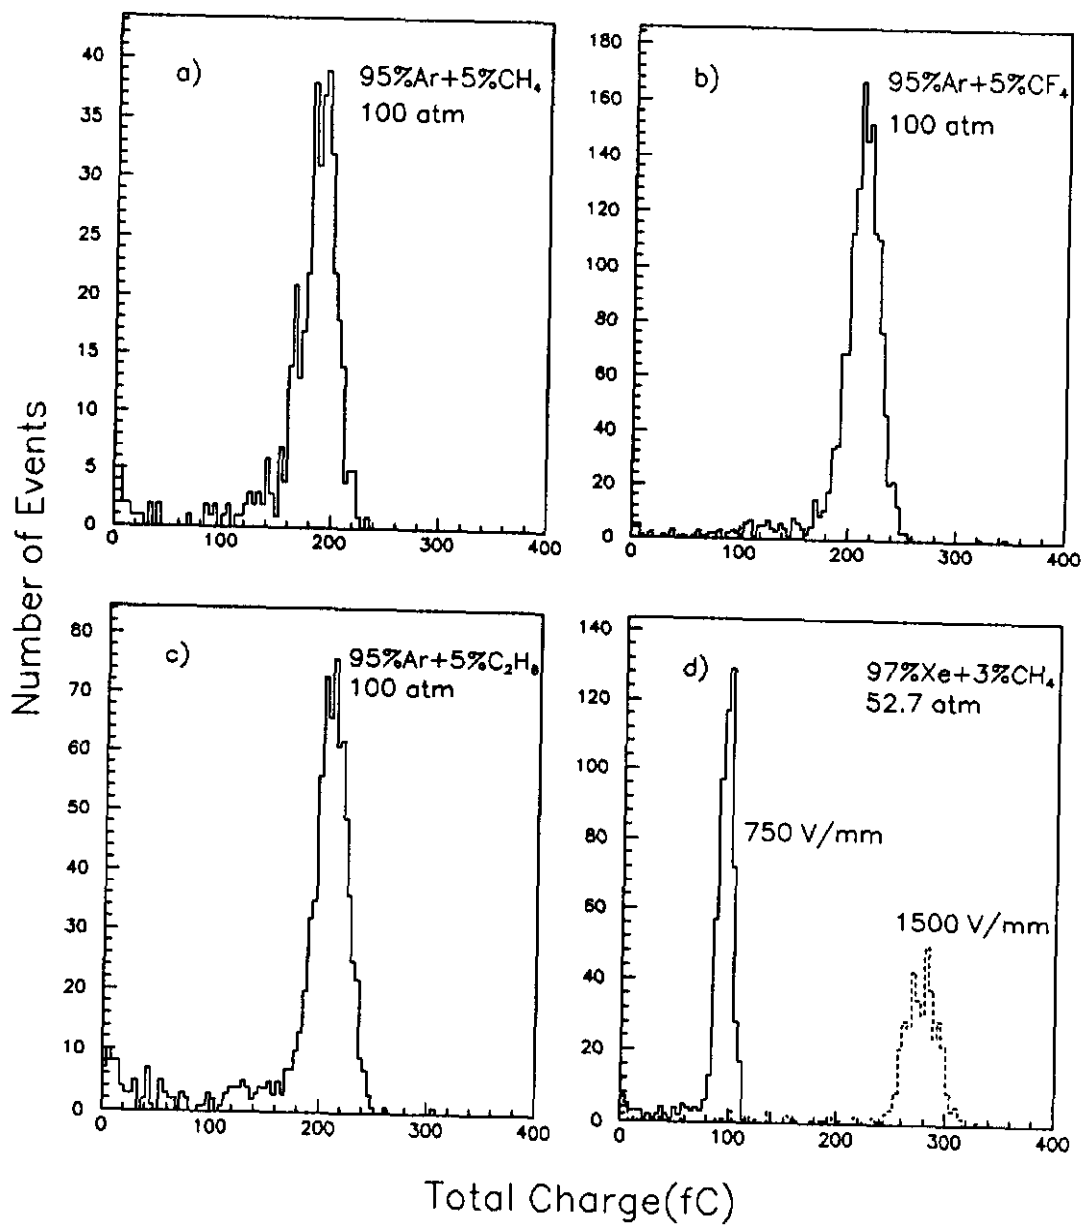 Number of Events
a)
95%Ar+5%CH₄
100 atm
40
35
30
25
20
15
10
5
0
0 100 200 300 400
b)
95%Ar+5%CF₄
100 atm
180
160
140
120
100
80
60
40
20
0
0 100 200 300 400
c)
95%Ar+5%C₂H₆
100 atm
80
70
60
50
40
30
20
10
0
0 100 200 300 400
d)
97%Xe+3%CH₄
52.7 atm
750 V/mm
1500 V/mm
140
120
100
80
60
40
20
0
0 100 200 300 400
Total Charge(fC)